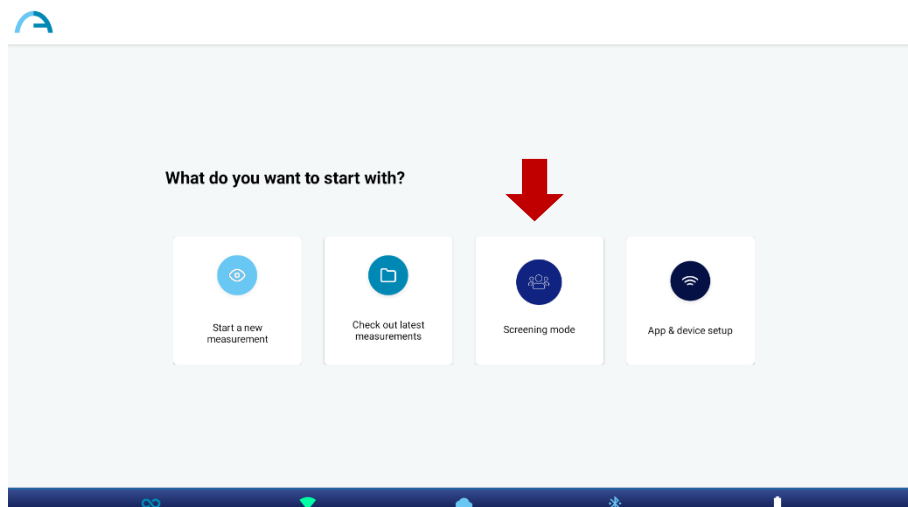 What do you want to start with?
Start a new
measurement
Check out latest
measurements
Screening mode
App & device setup